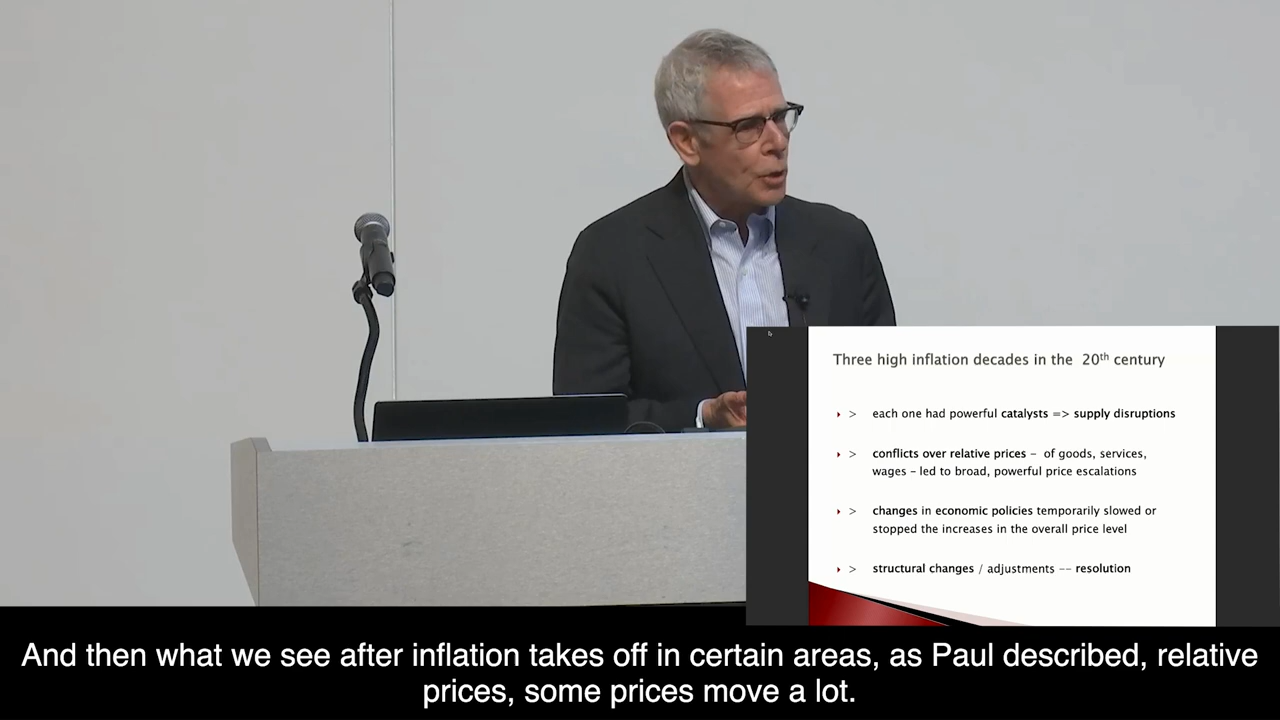 Three high inflation decades in the 20th century
> each one had powerful catalysts => supply disruptions
> conflicts over relative prices – of goods, services,
wages – led to broad, powerful price escalations
> changes in economic policies temporarily slowed or
stopped the increases in the overall price level
> structural changes / adjustments -- resolution
And then what we see after inflation takes off in certain areas, as Paul described, relative
prices, some prices move a lot.